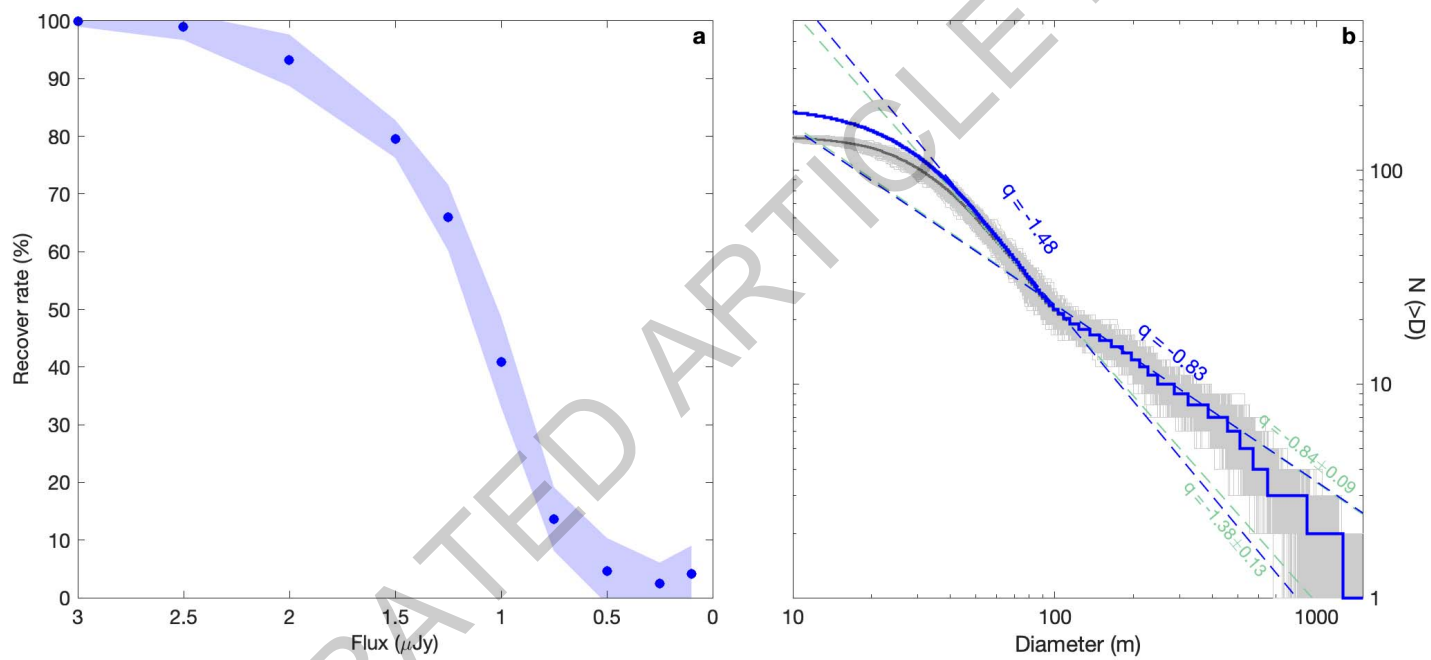 100
90
80
70
60
50
40
30
20
10
0
3
2.5
2
1.5
1
0.5
0
Recover rate (%)
Flux (μJy)
a
b
q = -1.48
q = -0.83
q = -0.84±0.09
q = -1.38±0.13
100
10
1
N (>D)
10
100
1000
Diameter (m)
RATED ARTICLE